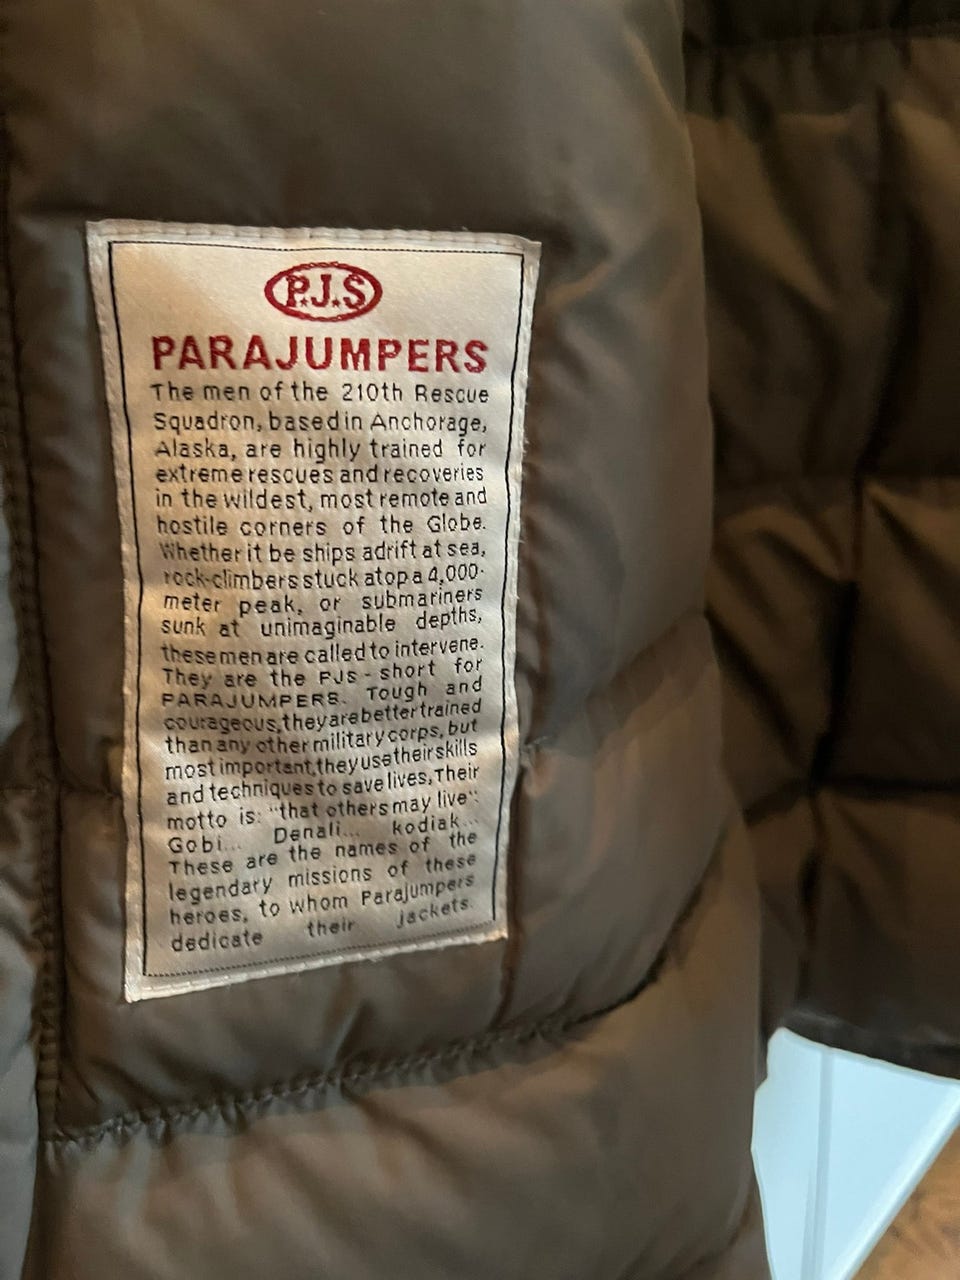 P.J.S
PARAJUMPERS
The men of the 210th Rescue
Squadron, based in Anchorage,
Alaska, are highly trained for
extreme rescues and recoveries
in the wildest, most remote and
hostile corners of the Globe.
Whether it be ships adrift at sea,
rock-climbers stuck atop a 4,000-
meter peak, or submariners
sunk at unimaginable depths,
these men are called to intervene.
They are the PJS - short for
PARAJUMPERS. Tough and
courageous, they are better trained
than any other military corps, but
most important, they use their skills
and techniques to save lives, Their
motto is: "that others may live":
Gobi... Denali... kodiak...
These are the names of the
legendary missions of these
heroes, to whom Parajumpers
dedicate their jackets.